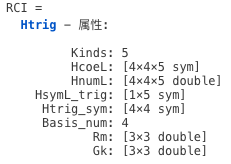 RCI =
Htrig – 属性:
Kinds: 5
HcoeL: [4×4×5 sym]
HnumL: [4×4×5 double]
HsymL_trig: [1×5 sym]
Htrig_sym: [4×4 sym]
Basis_num: 4
Rm: [3×3 double]
Gk: [3×3 double]